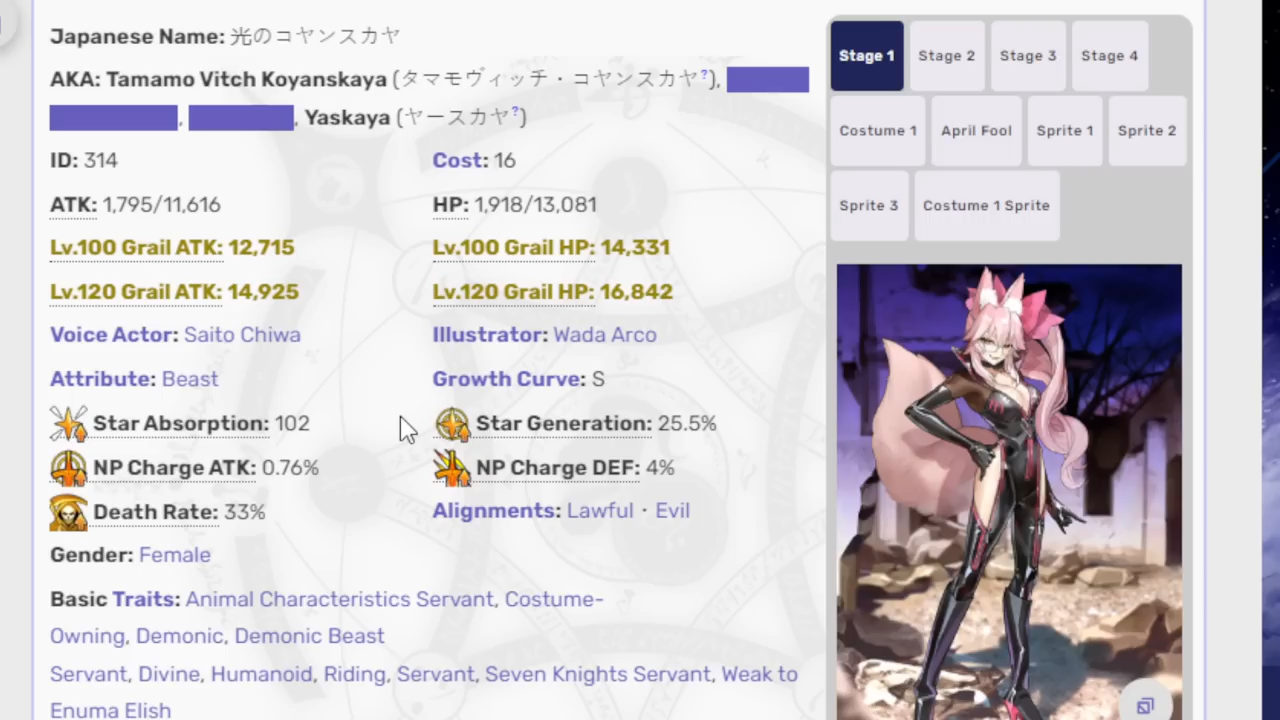 Japanese Name: 光のコヤンスカヤ
AKA: Tamamo Vitch Koyanskaya (タマモヴィッチ・コヤンスカヤ?),
, , Yaskaya (ヤースカヤ?)
ID: 314
Cost: 16
ATK: 1,795/11,616
HP: 1,918/13,081
Lv.100 Grail ATK: 12,715
Lv.100 Grail HP: 14,331
Lv.120 Grail ATK: 14,925
Lv.120 Grail HP: 16,842
Voice Actor: Saito Chiwa
Illustrator: Wada Arco
Attribute: Beast
Growth Curve: S
Star Absorption: 102
Star Generation: 25.5%
NP Charge ATK: 0.76%
NP Charge DEF: 4%
Death Rate: 33%
Alignments: Lawful・Evil
Gender: Female
Basic Traits: Animal Characteristics Servant, Costume-
Owning, Demonic, Demonic Beast
Servant, Divine, Humanoid, Riding, Servant, Seven Knights Servant, Weak to
Enuma Elish
Stage 1
Stage 2
Stage 3
Stage 4
Costume 1
April Fool
Sprite 1
Sprite 2
Sprite 3
Costume 1 Sprite